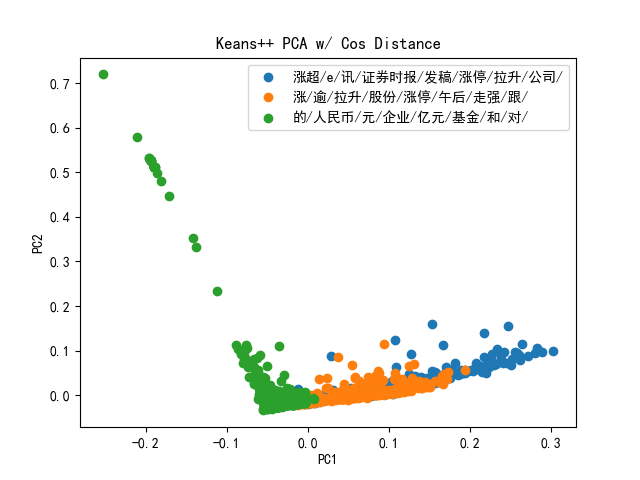 Keans++ PCA w/ Cos Distance
涨超/e/讯/证券时报/发稿/涨停/拉升/公司/
涨/逾/拉升/股份/涨停/午后/走强/跟/
的/人民币/元/企业/亿元/基金/和/对/
PC2
0.7
0.6
0.5
0.4
0.3
0.2
0.1
0.0
-0.2 -0.1 0.0 0.1 0.2 0.3
PC1